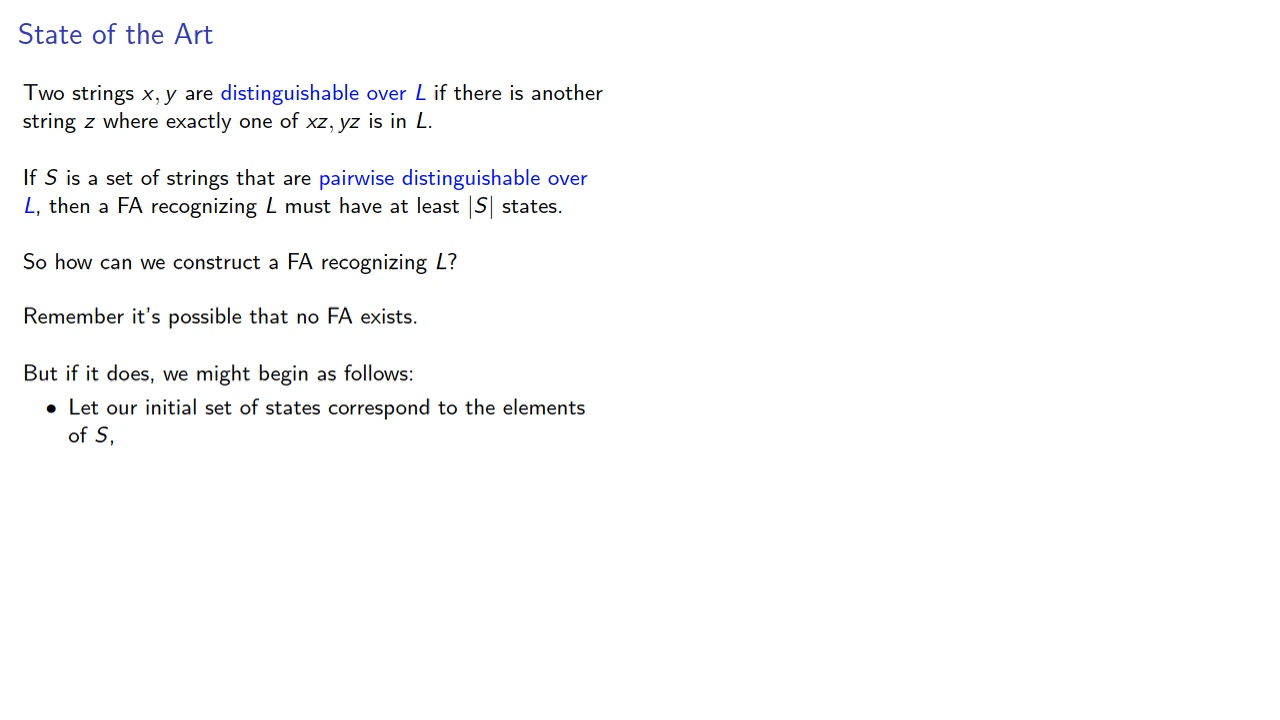 State of the Art
Two strings x, y are distinguishable over L if there is another
string z where exactly one of xz, yz is in L.
If S is a set of strings that are pairwise distinguishable over
L, then a FA recognizing L must have at least |S| states.
So how can we construct a FA recognizing L?
Remember it's possible that no FA exists.
But if it does, we might begin as follows:
• Let our initial set of states correspond to the elements
of S,